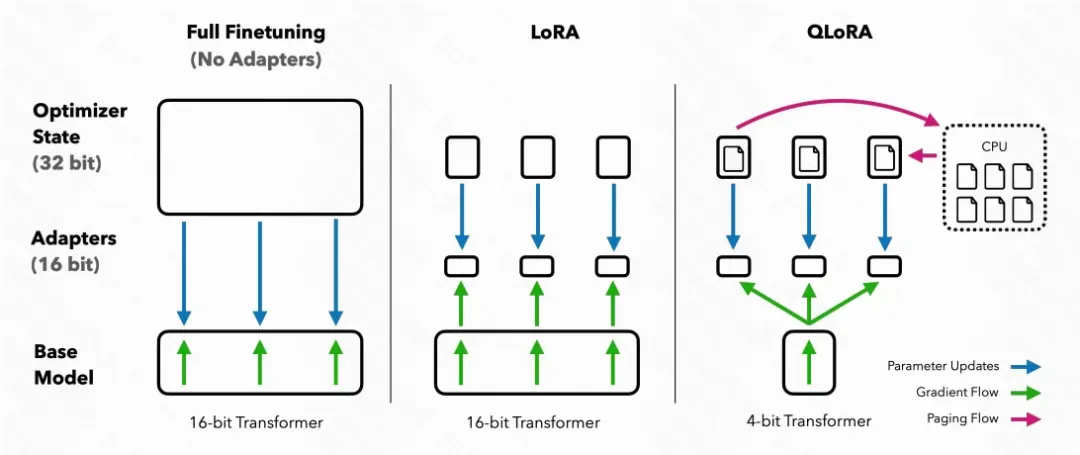 Full Finetuning
(No Adapters)
LoRA
QLoRA
Optimizer
State
(32 bit)
CPU
Adapters
(16 bit)
Base
Model
Parameter Updates
Gradient Flow
Paging Flow
16-bit Transformer
16-bit Transformer
4-bit Transformer